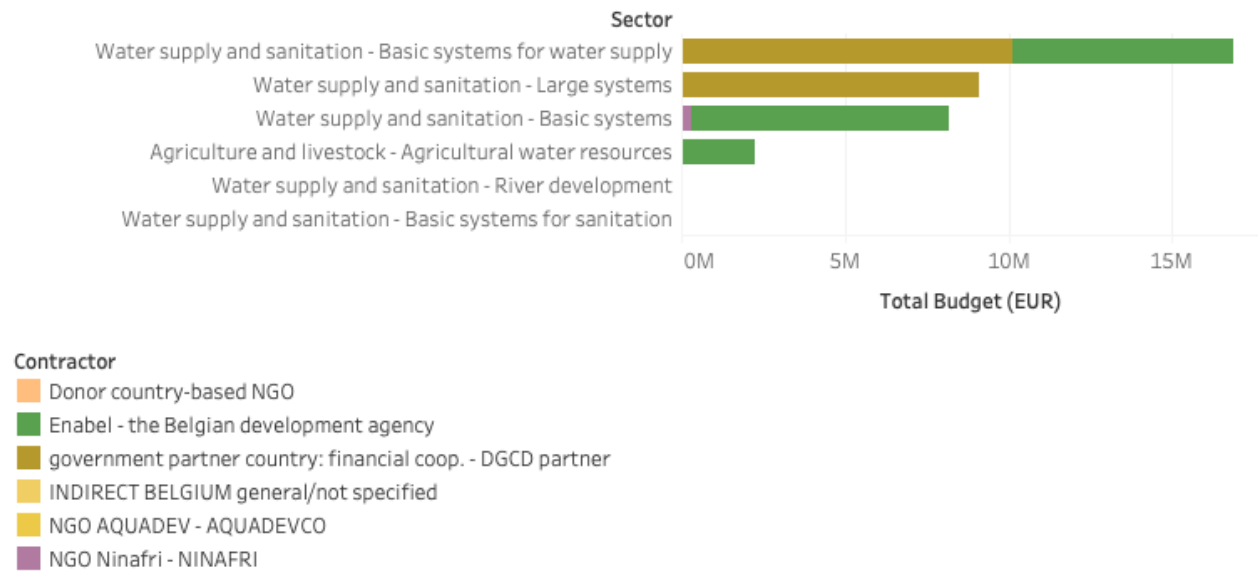 Sector
Water supply and sanitation - Basic systems for water supply
Water supply and sanitation - Large systems
Water supply and sanitation - Basic systems
Agriculture and livestock - Agricultural water resources
Water supply and sanitation - River development
Water supply and sanitation - Basic systems for sanitation
0M 5M 10M 15M
Total Budget (EUR)
Contractor
Donor country-based NGO
Enabel - the Belgian development agency
government partner country: financial coop. - DGCD partner
INDIRECT BELGIUM general/not specified
NGO AQUADEV - AQUADEVCO
NGO Ninafri - NINAFRI